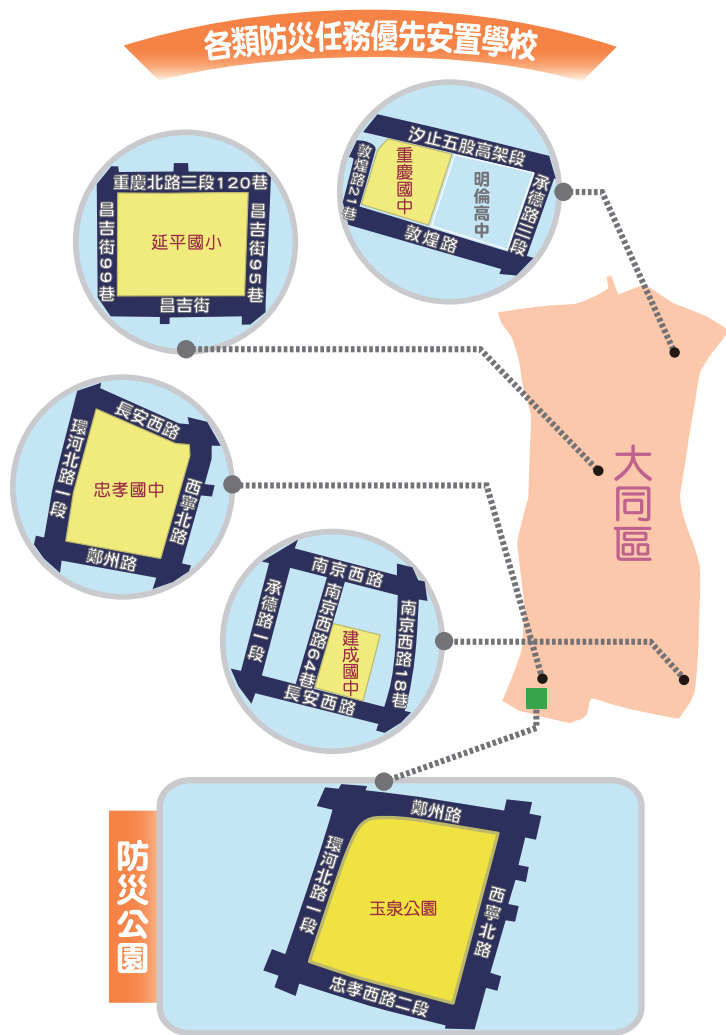 各類防災任務優先安置學校
汐止五股高架段
重慶國中
明倫高中
敦煌路21巷
承德路三段
敦煌路
重慶北路三段120巷
昌吉街99巷
延平國小
昌吉街95巷
昌吉街
長安西路
環河北路一段
忠孝國中
西寧北路
鄭州路
南京西路
承德路一段
南京西路64巷
建成國中
南京西路18巷
長安西路
大同區
防災公園
鄭州路
環河北路一段
玉泉公園
西寧北路
忠孝西路二段